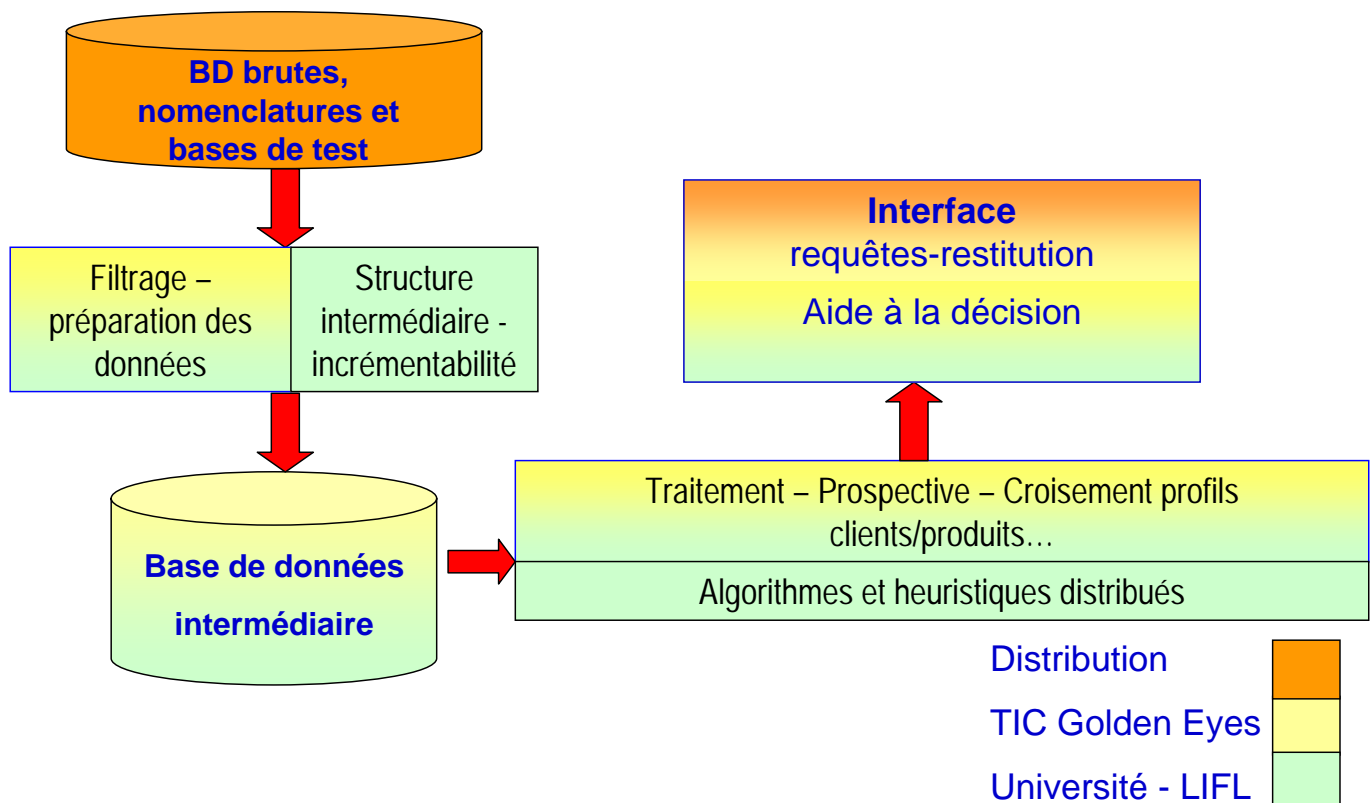 BD brutes,
nomenclatures et
bases de test
Filtrage –
préparation des
données
Structure
intermédiaire -
incrémentabilité
Interface
requêtes-restitution
Aide à la décision
Base de données
intermédiaire
Traitement – Prospective – Croisement profils
clients/produits…
Algorithmes et heuristiques distribués
Distribution
TIC Golden Eyes
Université - LIFL